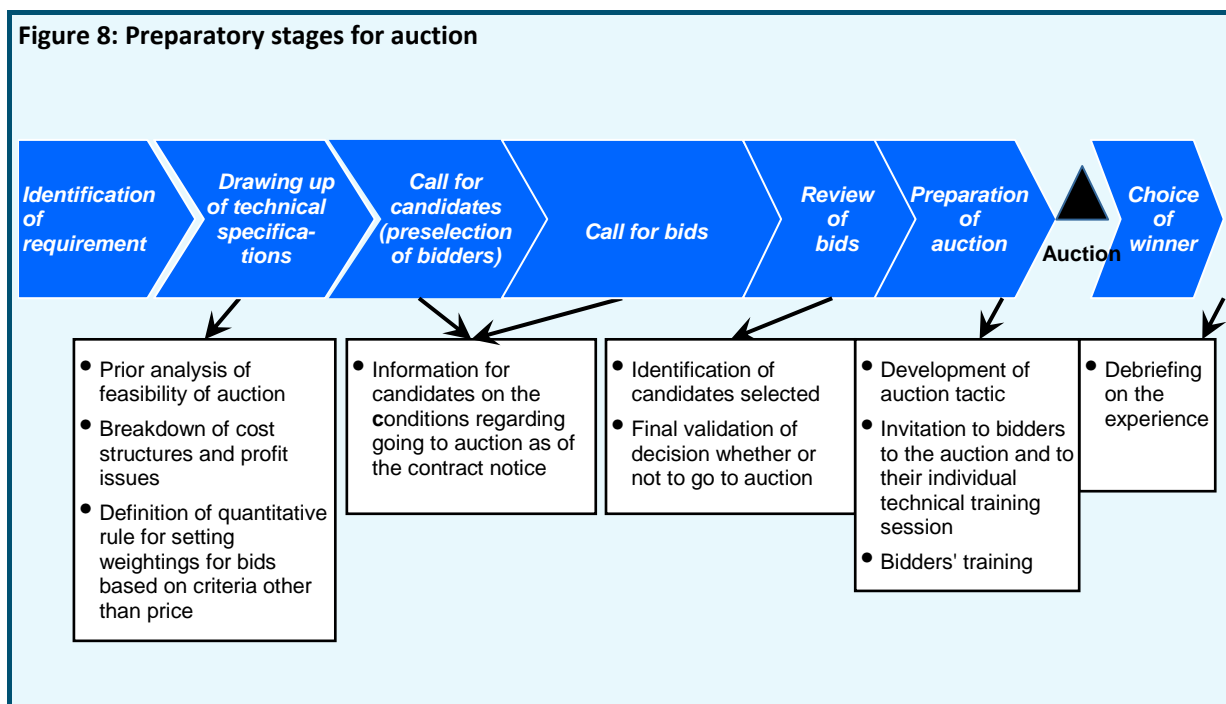 Figure 8: Preparatory stages for auction
Identification
of
requirement
Drawing up
of technical
specifica-
tions
Call for
candidates
(preselection
of bidders)
Call for bids
Review
of
bids
Preparation
of
auction
Auction
Choice
of
winner
• Prior analysis of
feasibility of auction
• Breakdown of cost
structures and profit
issues
• Definition of quantitative
rule for setting
weightings for bids
based on criteria other
than price
• Information for
candidates on the
conditions regarding
going to auction as of
the contract notice
• Identification of
candidates selected
• Final validation of
decision whether or
not to go to auction
• Development of
auction tactic
• Invitation to bidders
to the auction and to
their individual
technical training
session
• Bidders' training
• Debriefing
on the
experience